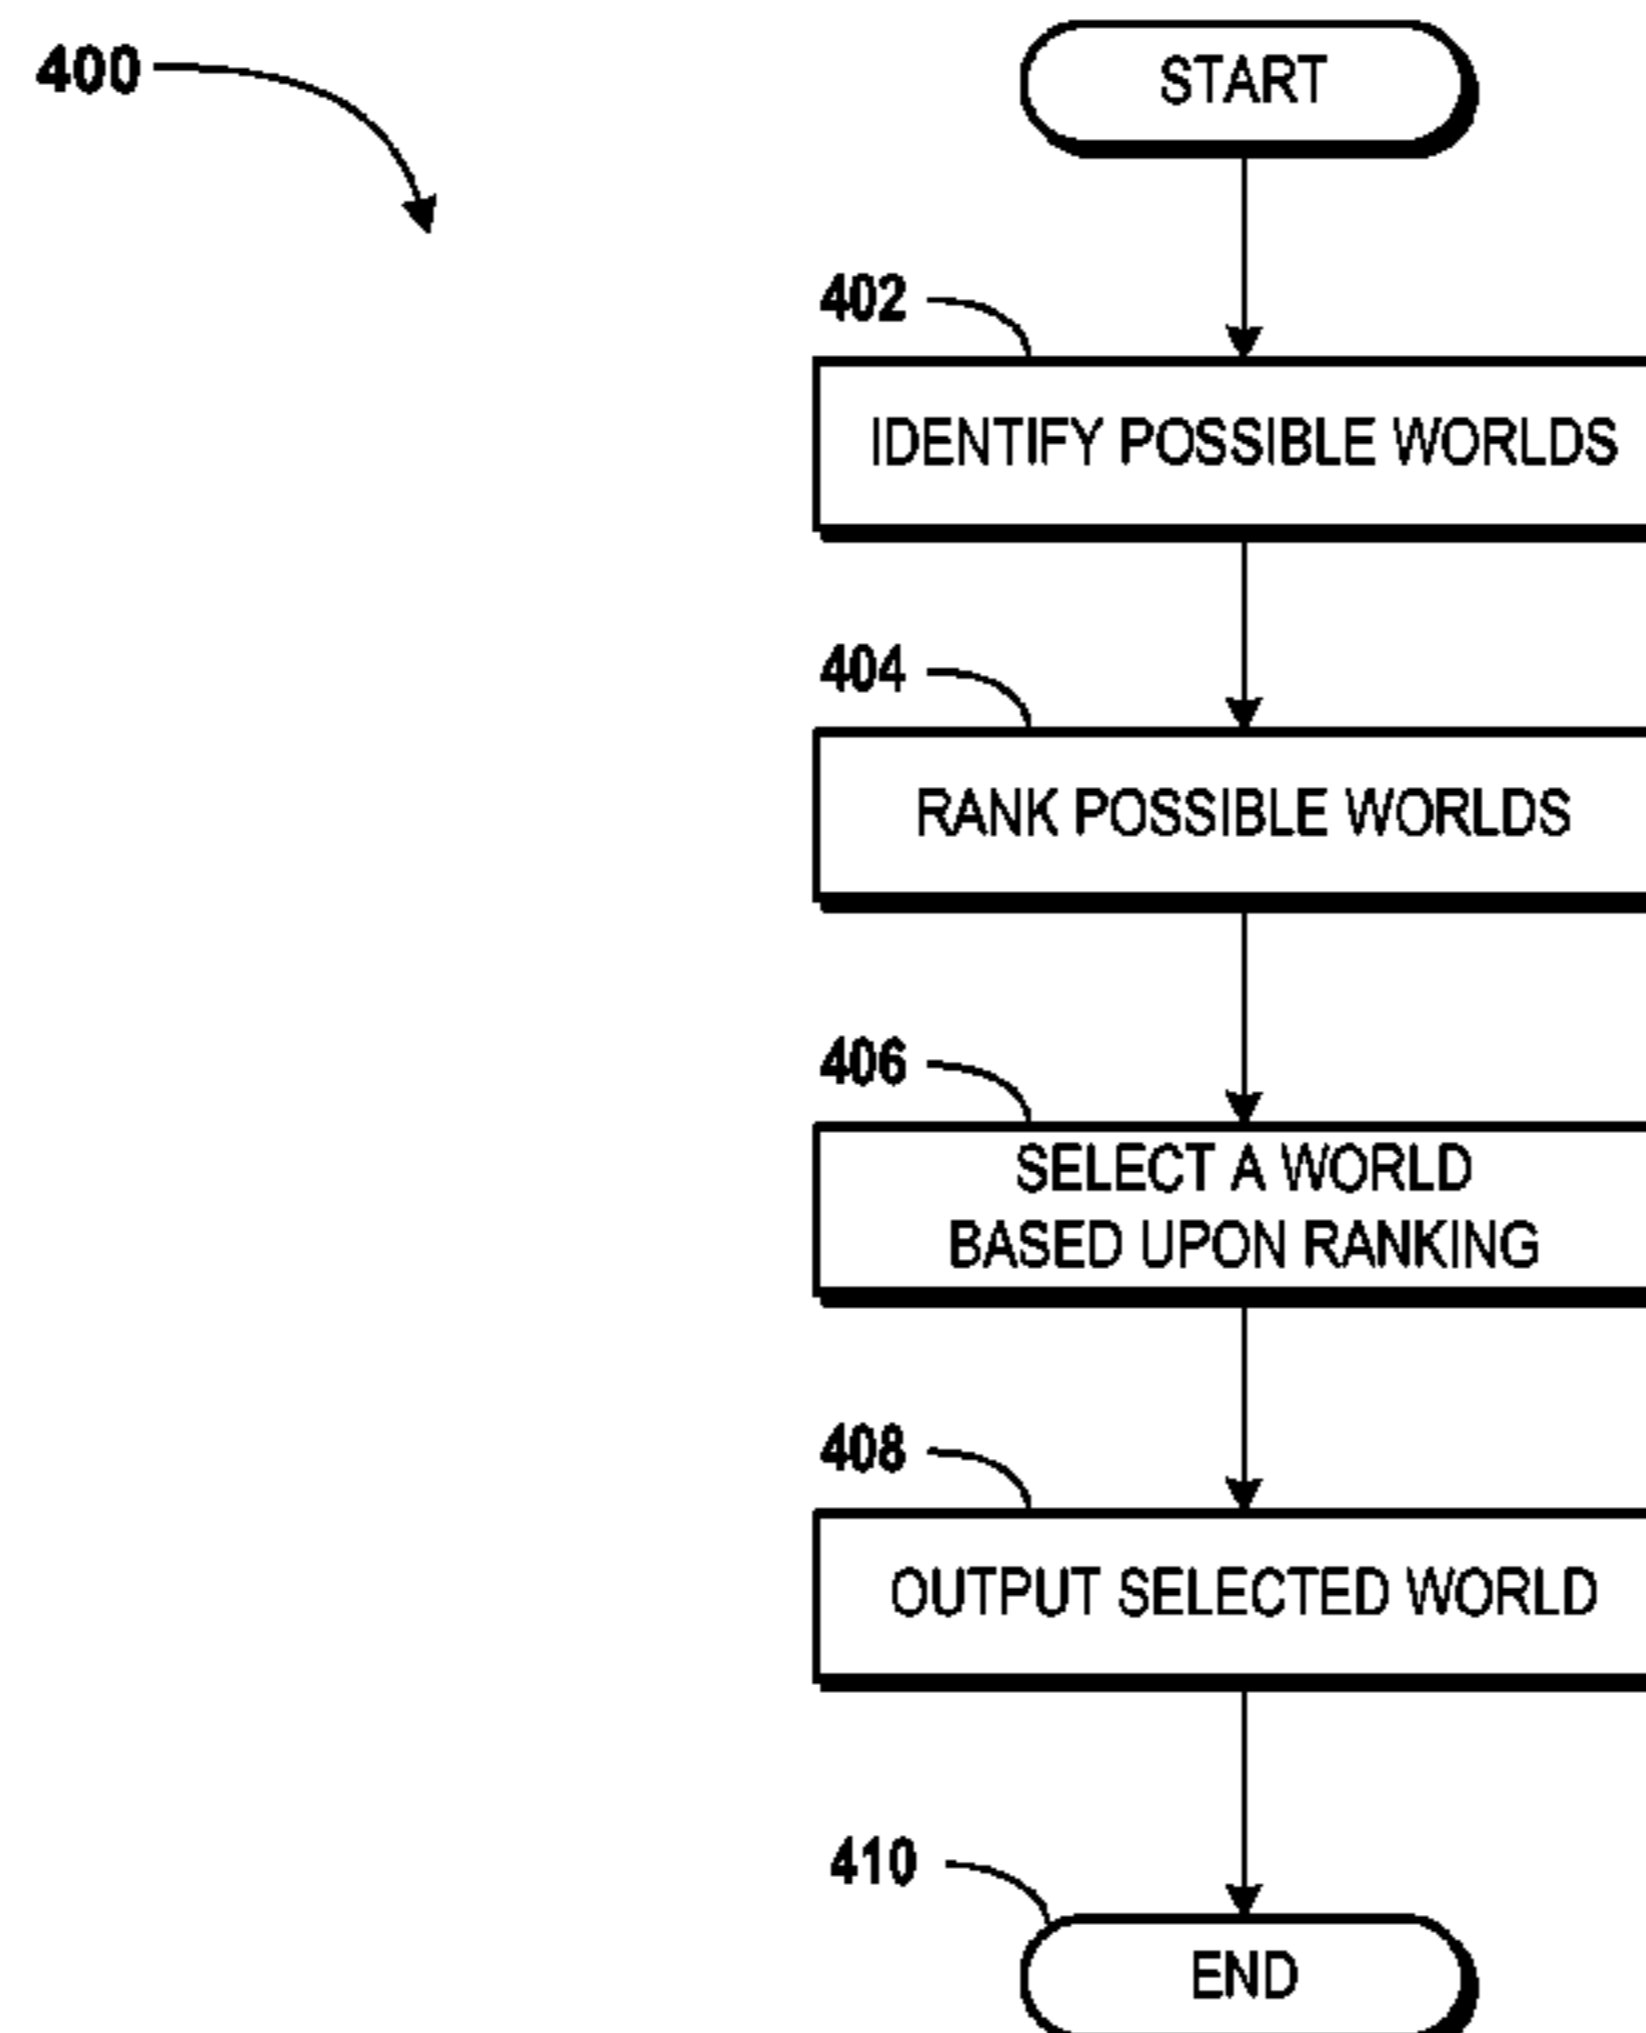 400
START
402
IDENTIFY POSSIBLE WORLDS
404
RANK POSSIBLE WORLDS
406
SELECT A WORLD
BASED UPON RANKING
408
OUTPUT SELECTED WORLD
410
END